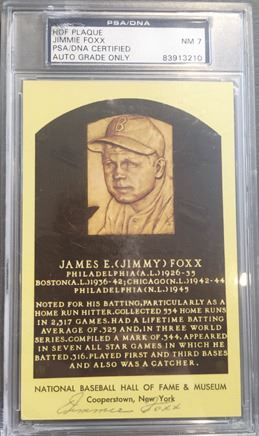 PSA/DNA
HOF PLAQUE
JIMMIE FOXX
NM 7
PSA/DNA CERTIFIED
AUTO GRADE ONLY
83913210
B
JAMES E.(JIMMY) FOXX
PHILADELPHIA(A.L.)1926-35
BOSTON(A.L.)1936-42;CHICAGO(N.L.)1942-44
PHILADELPHIA(N.L.)1945
NOTED FOR HIS BATTING,PARTICULARLY AS A
HOME RUN HITTER.COLLECTED 534 HOME RUNS
IN 2,317 GAMES.HAD A LIFETIME BATTING
AVERAGE OF .325 AND,IN THREE WORLD
SERIES,COMPILED A MARK OF .344.APPEARED
IN SEVEN ALL STAR GAMES IN WHICH HE
BATTED .316.PLAYED FIRST AND THIRD BASES
AND ALSO WAS A CATCHER.
NATIONAL BASEBALL HALL OF FAME & MUSEUM
Cooperstown, New York
Jimmie Foxx